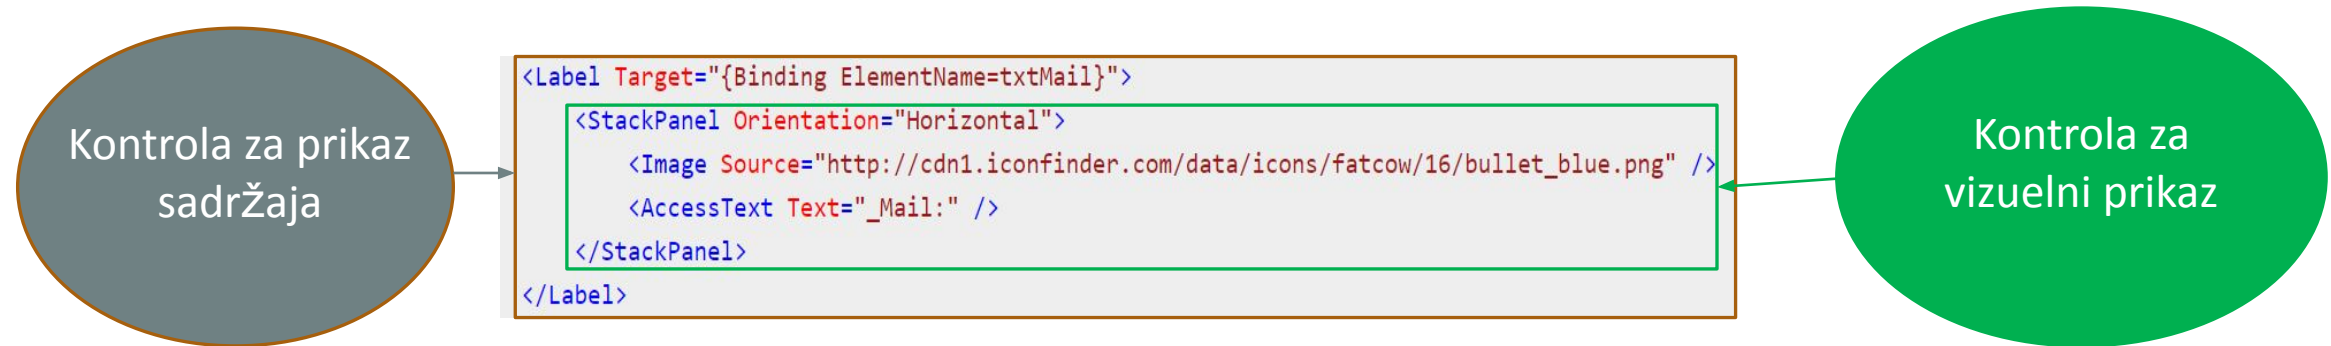 Kontrola za prikaz
sadržaja
<Label Target="{Binding ElementName=txtMail}">
<StackPanel Orientation="Horizontal">
<Image Source="http://cdn1.iconfinder.com/data/icons/fatcow/16/bullet_blue.png" />
<AccessText Text="_Mail:" />
</StackPanel>
</Label>
Kontrola za
vizuelni prikaz